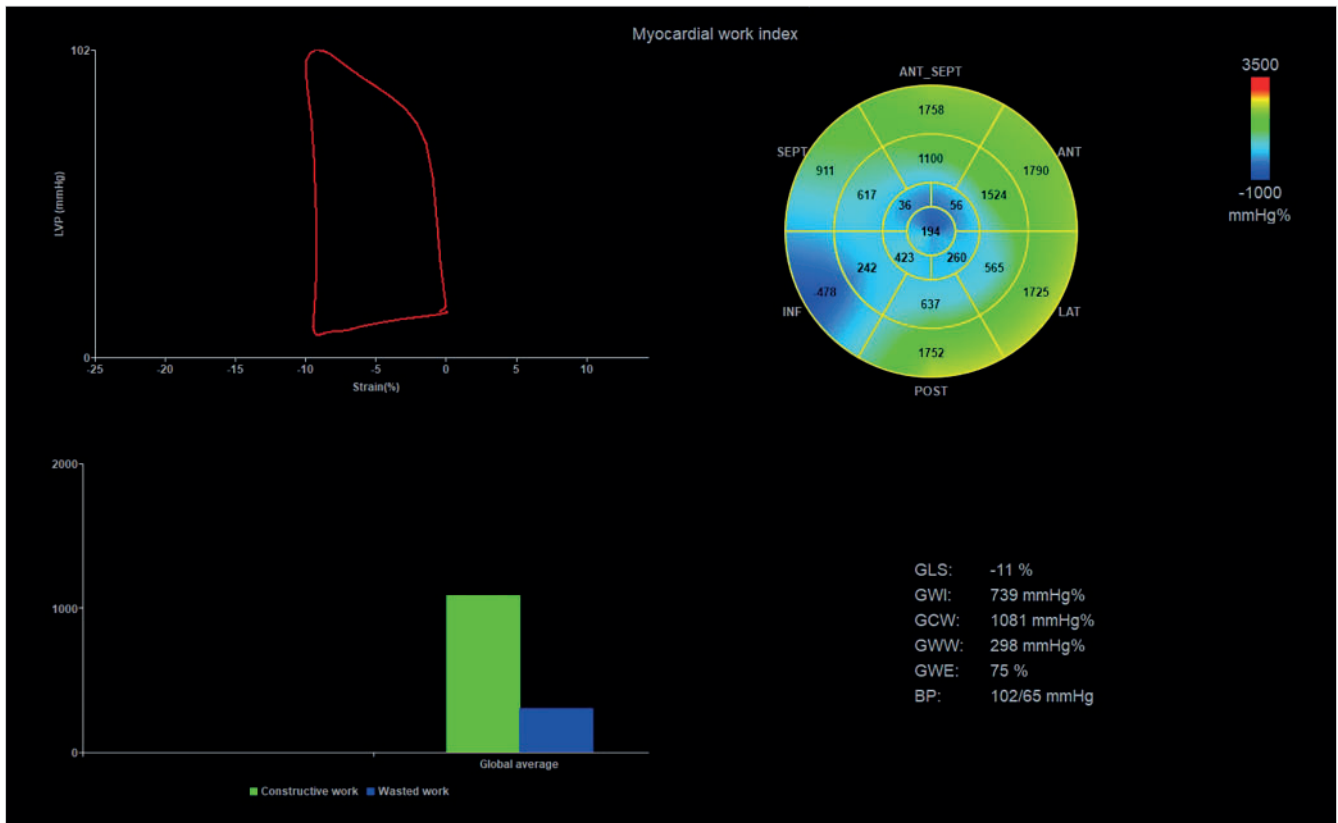 Myocardial work index
102
LVP (mmHg)
0
-25 -20 -15 -10 -5 0 5 10
Strain(%)
ANT_SEPT
SEPT
ANT
INF
LAT
POST
1758
911
1790
1100
617
1524
36
56
194
423
260
242
565
-478
637
1725
1752
3500
-1000
mmHg%
2000
1000
0
Global average
Constructive work Wasted work
GLS: -11 %
GWI: 739 mmHg%
GCW: 1081 mmHg%
GWW: 298 mmHg%
GWE: 75 %
BP: 102/65 mmHg